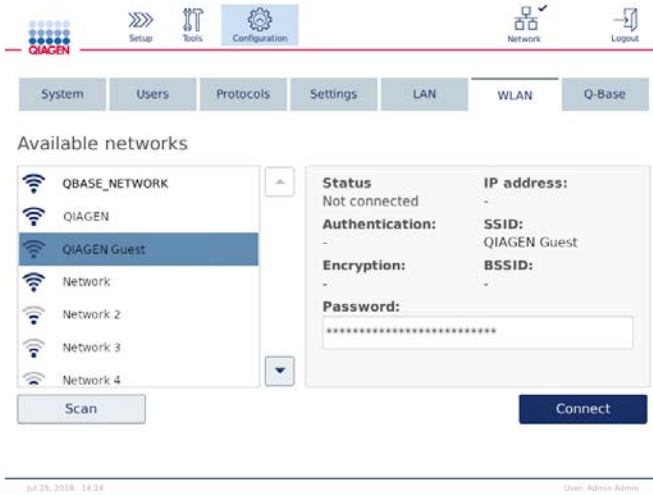 QIAGEN
Setup
Tools
Configuration
Network
Logout
System Users Protocols Settings LAN WLAN Q-Base
Available networks
QBASE_NETWORK
QIAGEN
QIAGEN Guest
Network
Network 2
Network 3
Network 4
Scan
Status
Not connected
IP address:
-
Authentication:
-
SSID:
QIAGEN Guest
Encryption:
-
BSSID:
-
Password:
**************************
Connect
Jul 25, 2018, 14:24
User: Admin Admin